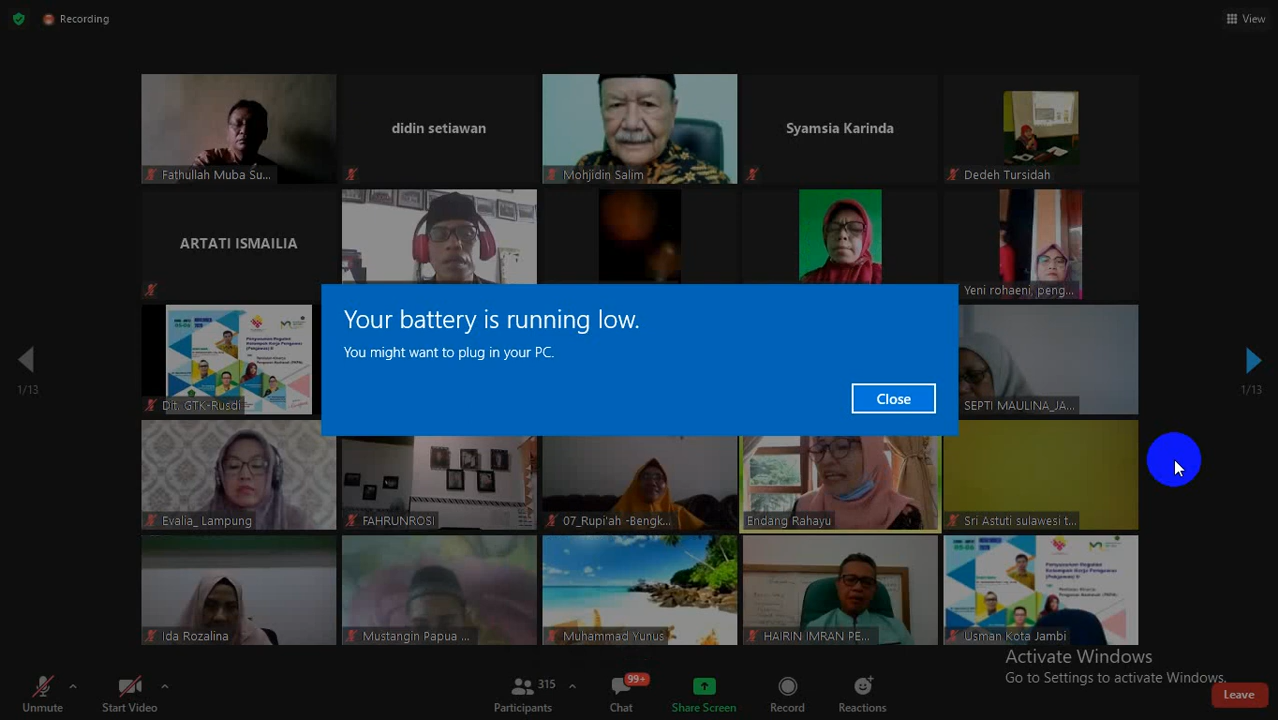 Recording
View
Fathullah Muba Su...
didin setiawan
Mohjidin Salim
Syamsia Karinda
Dedeh Tursidah
ARTATI ISMAILIA
Yeni rohaeni, peng...
Your battery is running low.
You might want to plug in your PC.
Close
1/13
1/13
Dit. GTK-Rusdi
SEPTI MAULINA_JA...
Evalia_ Lampung
FAHRUNROSI
07_Rupi'ah -Bengk...
Endang Rahayu
Sri Astuti sulawesi t...
Ida Rozalina
Mustangin Papua ...
Muhammad Yunus
HAIRIN IMRAN PE...
Usman Kota Jambi
Activate Windows
Go to Settings to activate Windows.
Unmute
Start Video
315
Participants
99+
Chat
Share Screen
Record
Reactions
Leave